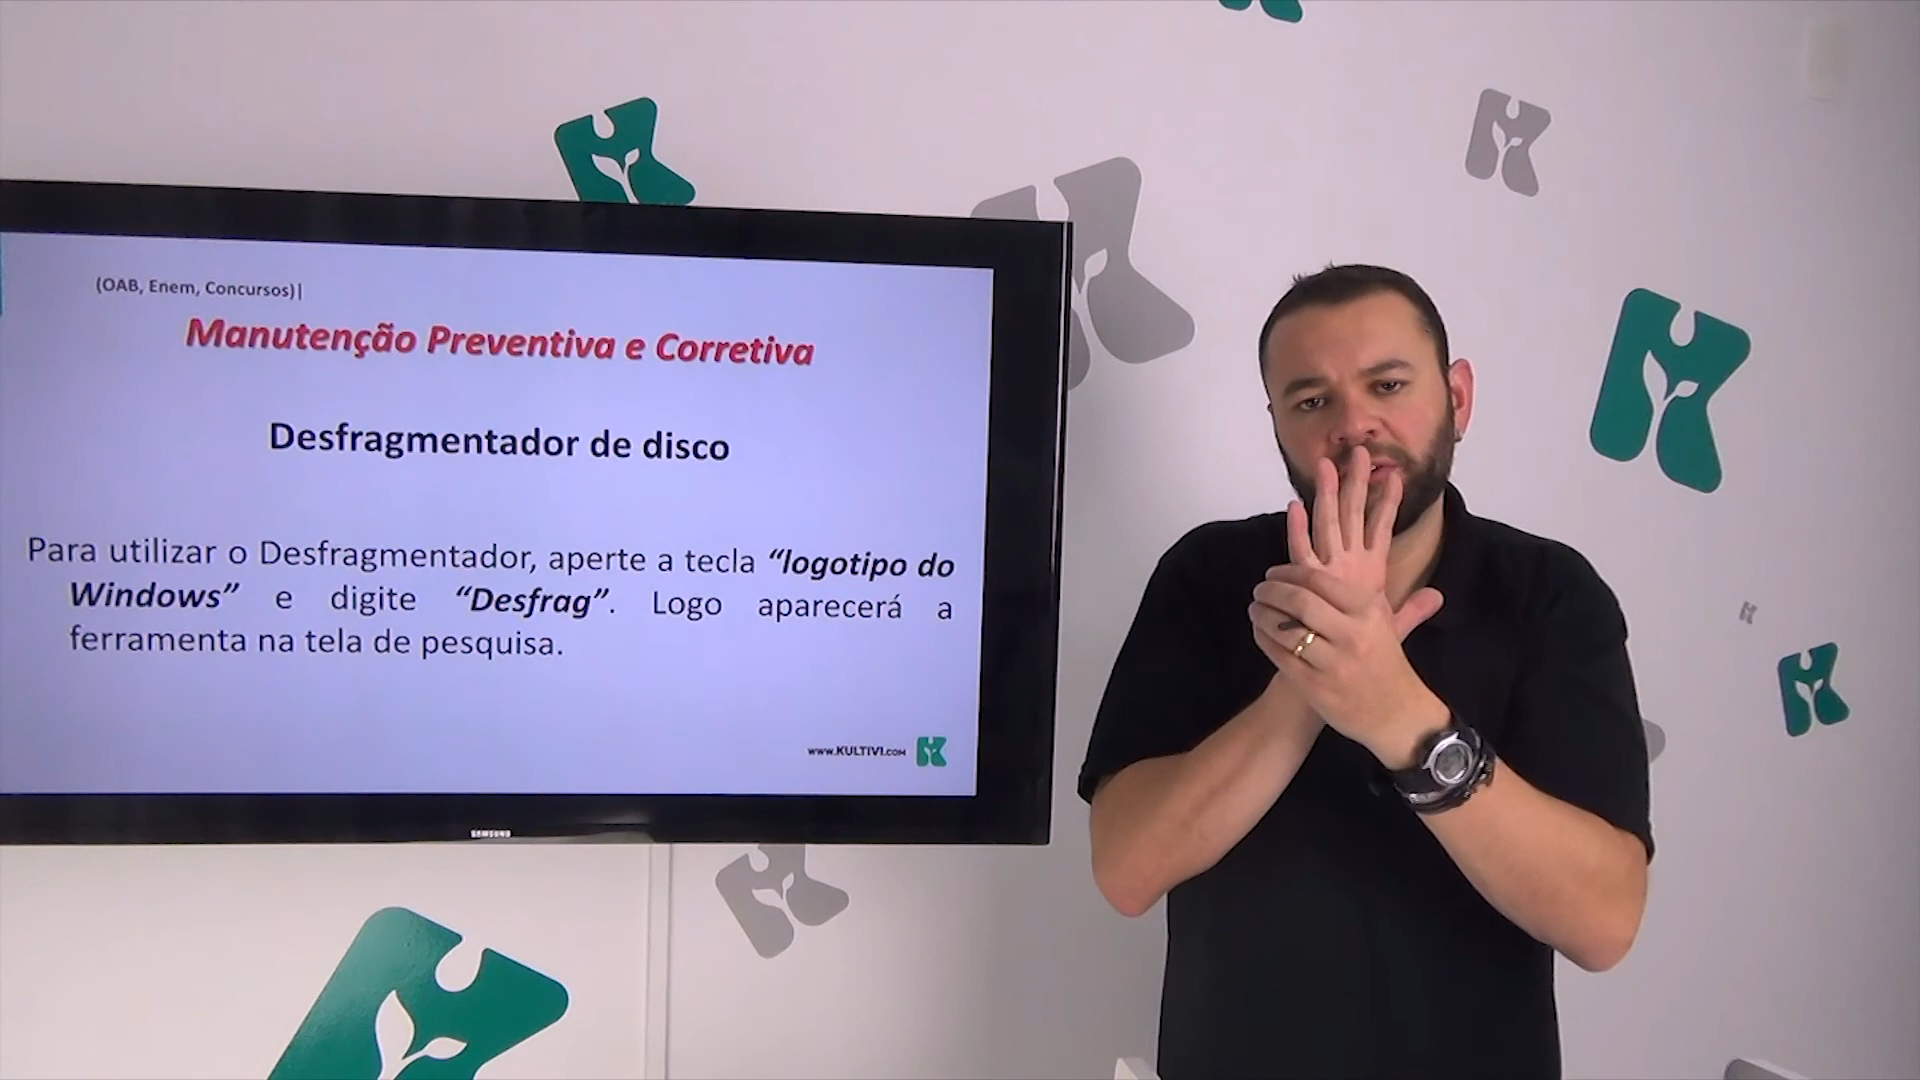 (OAB, Enem, Concursos)|
Manutenção Preventiva e Corretiva
Desfragmentador de disco
Para utilizar o Desfragmentador, aperte a tecla “logotipo do
Windows” e digite “Desfrag”. Logo aparecerá a
ferramenta na tela de pesquisa.
www.KULTIVI.COM
SAMSUNG